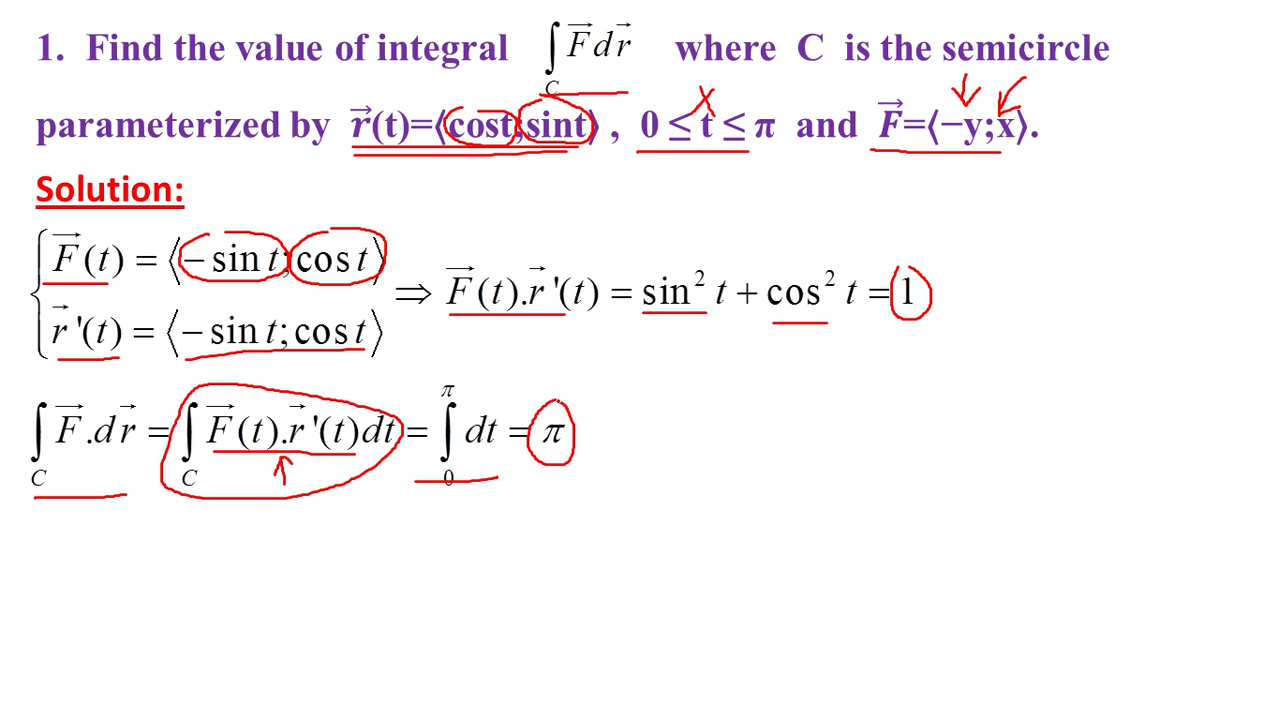 1. Find the value of integral ∫_C F⃗dr⃗ where C is the semicircle
parameterized by r⃗(t)=⟨cost;sint⟩ , 0 ≤ t ≤ π and F⃗=⟨−y;x⟩.
Solution:
F⃗(t) = ⟨− sin t; cos t⟩
r⃗'(t) = ⟨− sin t; cos t⟩
⇒ F⃗(t).r⃗'(t) = sin² t + cos² t = 1
∫_C F⃗.dr⃗ = ∫_C F⃗(t).r⃗'(t)dt = ∫_0^π dt = π